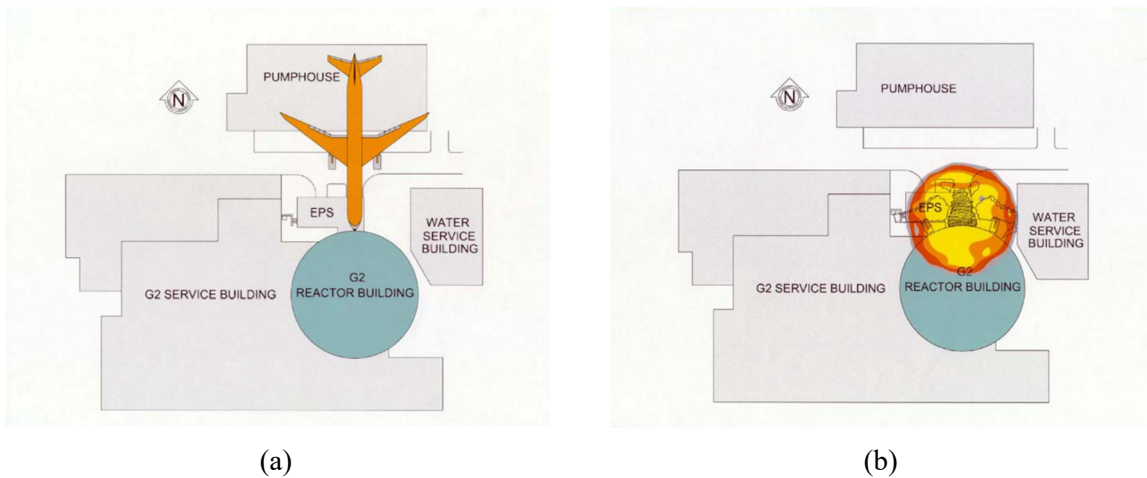 PUMPHOUSE
N
EPS
WATER
SERVICE
BUILDING
G2
REACTOR BUILDING
G2 SERVICE BUILDING
(a)
PUMPHOUSE
N
EPS
WATER
SERVICE
BUILDING
G2
REACTOR BUILDING
G2 SERVICE BUILDING
(b)